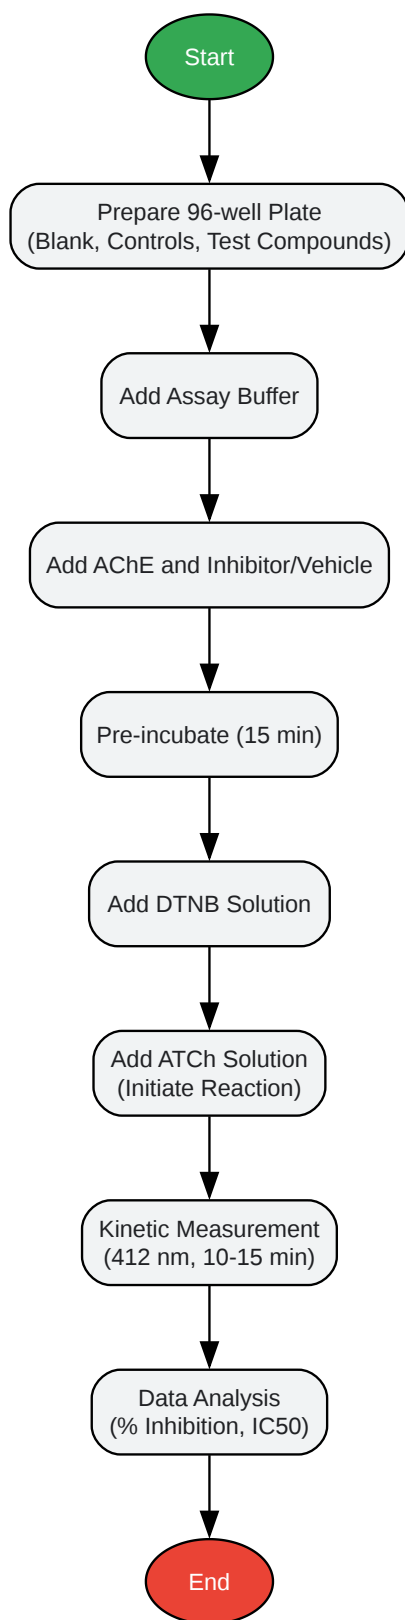 Start
Prepare 96-well Plate
(Blank, Controls, Test Compounds)
Add Assay Buffer
Add AChE and Inhibitor/Vehicle
Pre-incubate (15 min)
Add DTNB Solution
Add ATCh Solution
(Initiate Reaction)
Kinetic Measurement
(412 nm, 10-15 min)
Data Analysis
(% Inhibition, IC50)
End